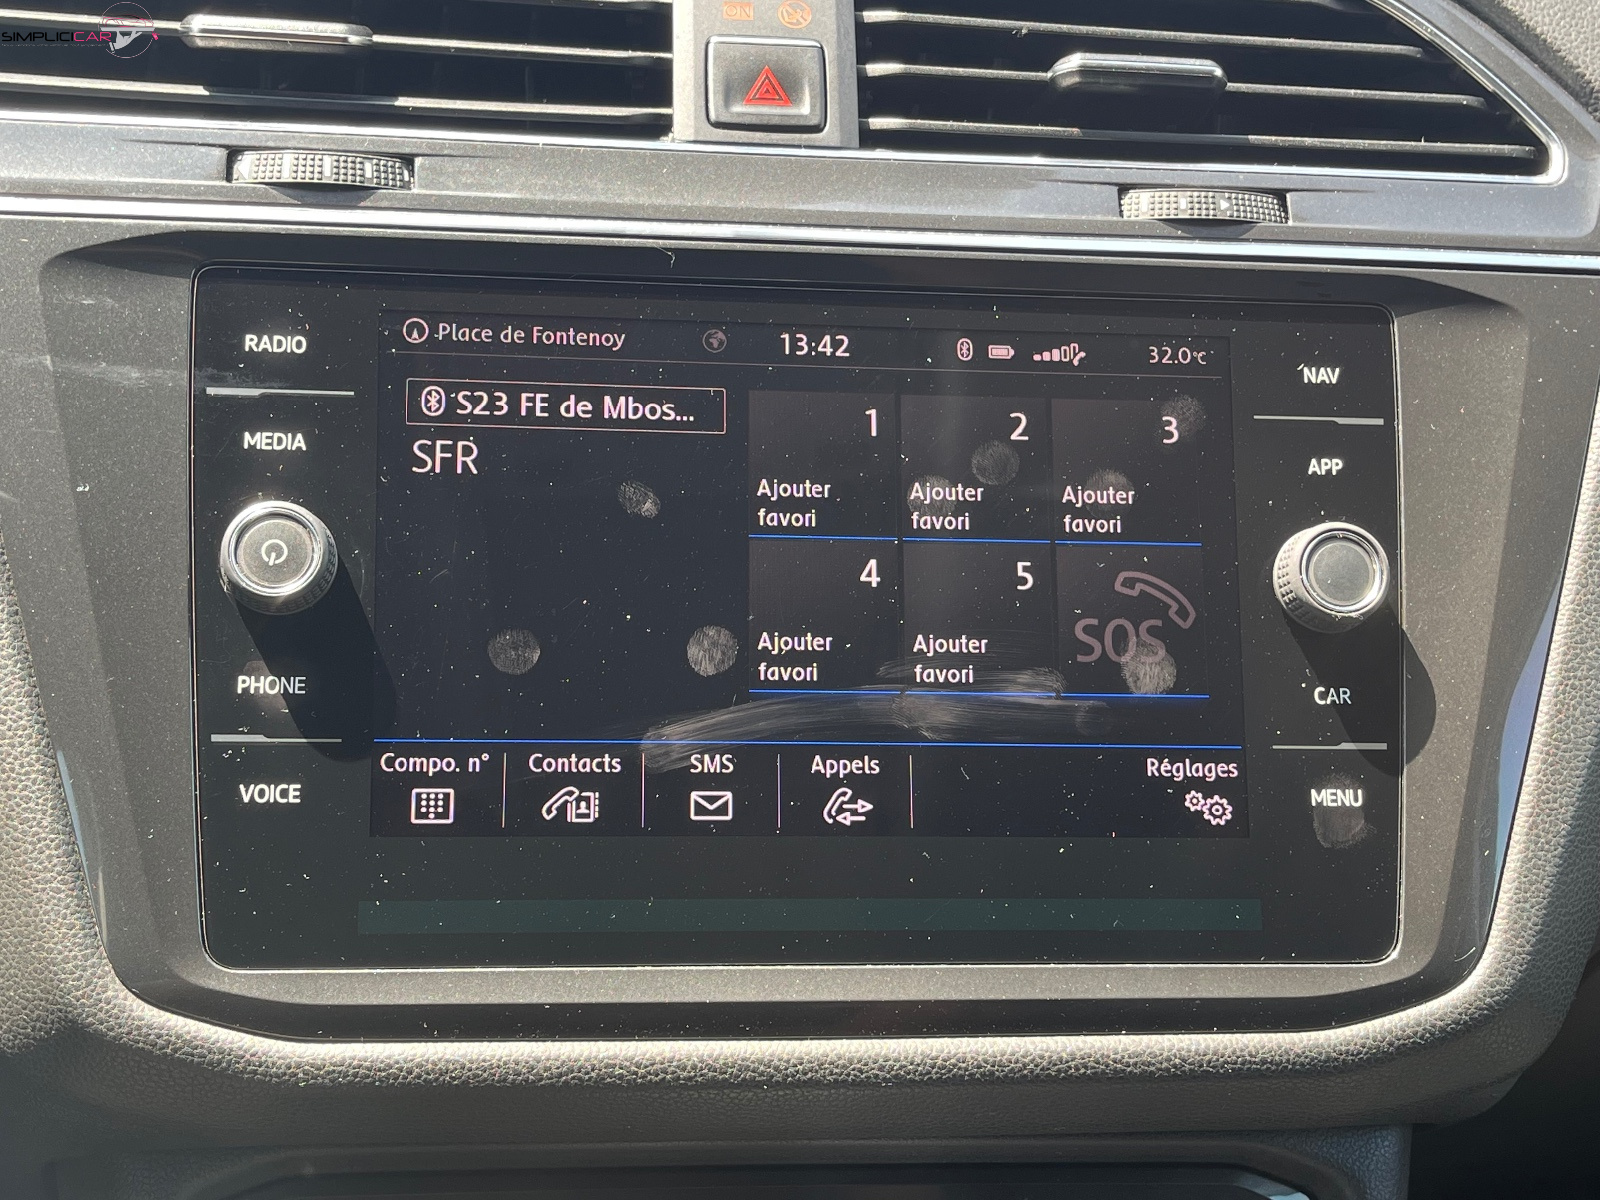 SIMPLICICAR
ON
RADIO
MEDIA
PHONE
VOICE
Place de Fontenoy
13:42
32.0°C
S23 FE de Mbos...
SFR
1
Ajouter
favori
2
Ajouter
favori
3
Ajouter
favori
4
Ajouter
favori
5
Ajouter
favori
SOS
Compo. n°
Contacts
SMS
Appels
Réglages
NAV
APP
CAR
MENU